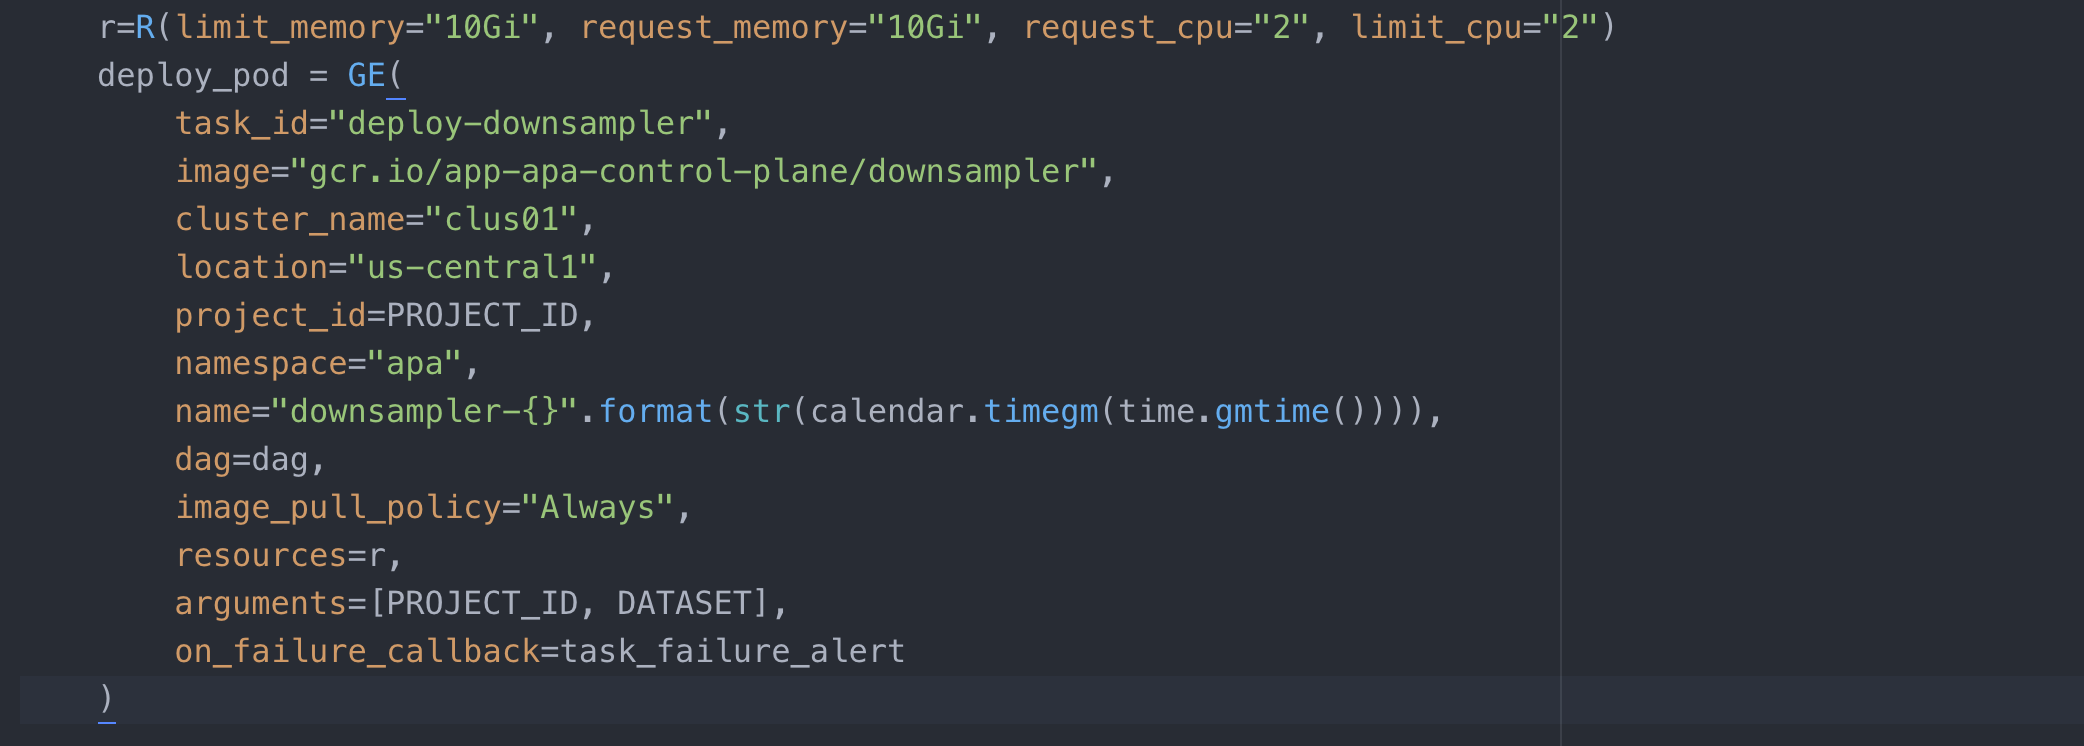 r=R(limit_memory="10Gi", request_memory="10Gi", request_cpu="2", limit_cpu="2")
deploy_pod = GE(
    task_id="deploy-downsampler",
    image="gcr.io/app-apa-control-plane/downsampler",
    cluster_name="clus01",
    location="us-central1",
    project_id=PROJECT_ID,
    namespace="apa",
    name="downsampler-{}".format(str(calendar.timegm(time.gmtime()))),
    dag=dag,
    image_pull_policy="Always",
    resources=r,
    arguments=[PROJECT_ID, DATASET],
    on_failure_callback=task_failure_alert
)